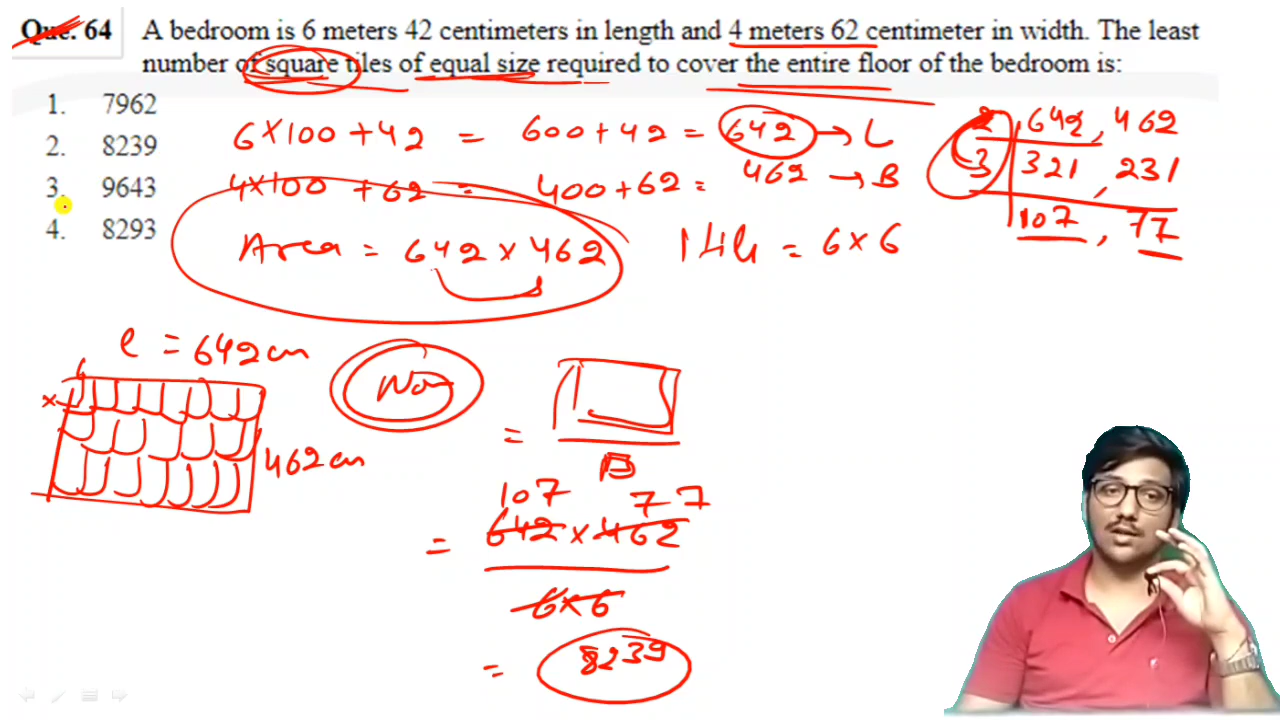 Que. 64 A bedroom is 6 meters 42 centimeters in length and 4 meters 62 centimeter in width. The least
number of square tiles of equal size required to cover the entire floor of the bedroom is:
1. 7962
2. 8239
3. 9643
4. 8293
6×100+42 = 600+42 = 642 → L
4×100 +62 = 400+62 = 462 → B
Area = 642 × 462
= 6×6
2 | 642, 462
3 | 321, 231
107, 77
l = 642 cm
x
462 cm
No
=
B
107 77
= 642 × 462
6×6
= 8239